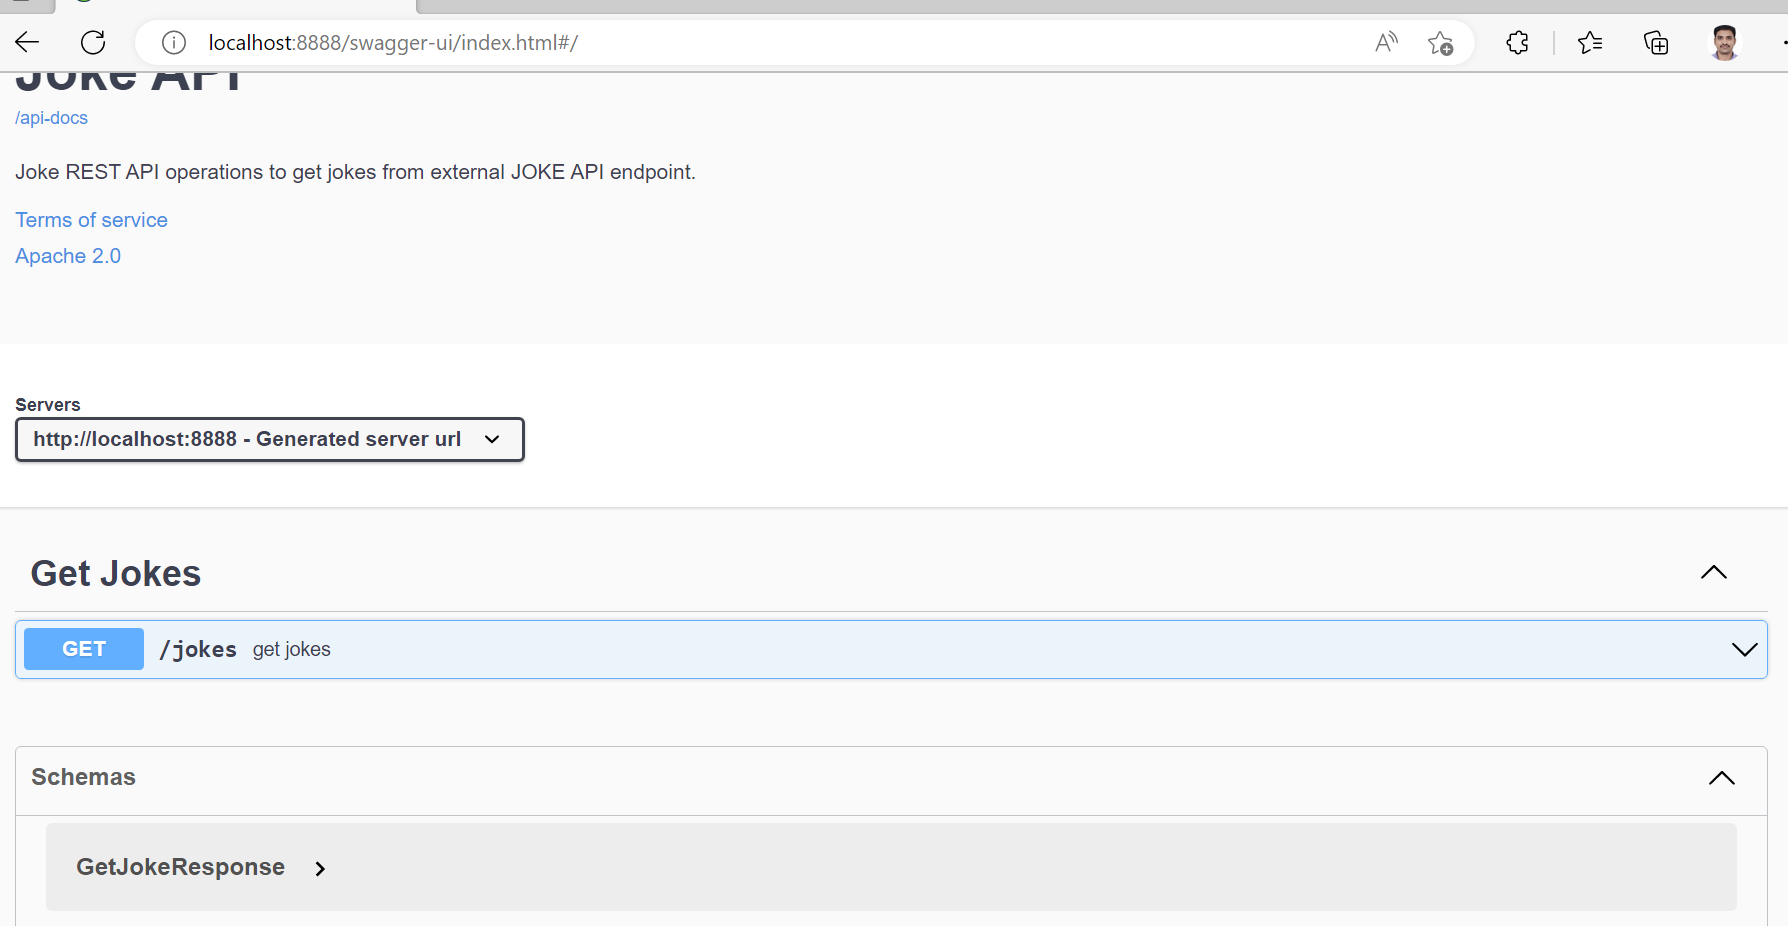 localhost:8888/swagger-ui/index.html#/
Joke API
/api-docs
Joke REST API operations to get jokes from external JOKE API endpoint.
Terms of service
Apache 2.0
Servers
http://localhost:8888 - Generated server url
Get Jokes
GET /jokes get jokes
Schemas
GetJokeResponse